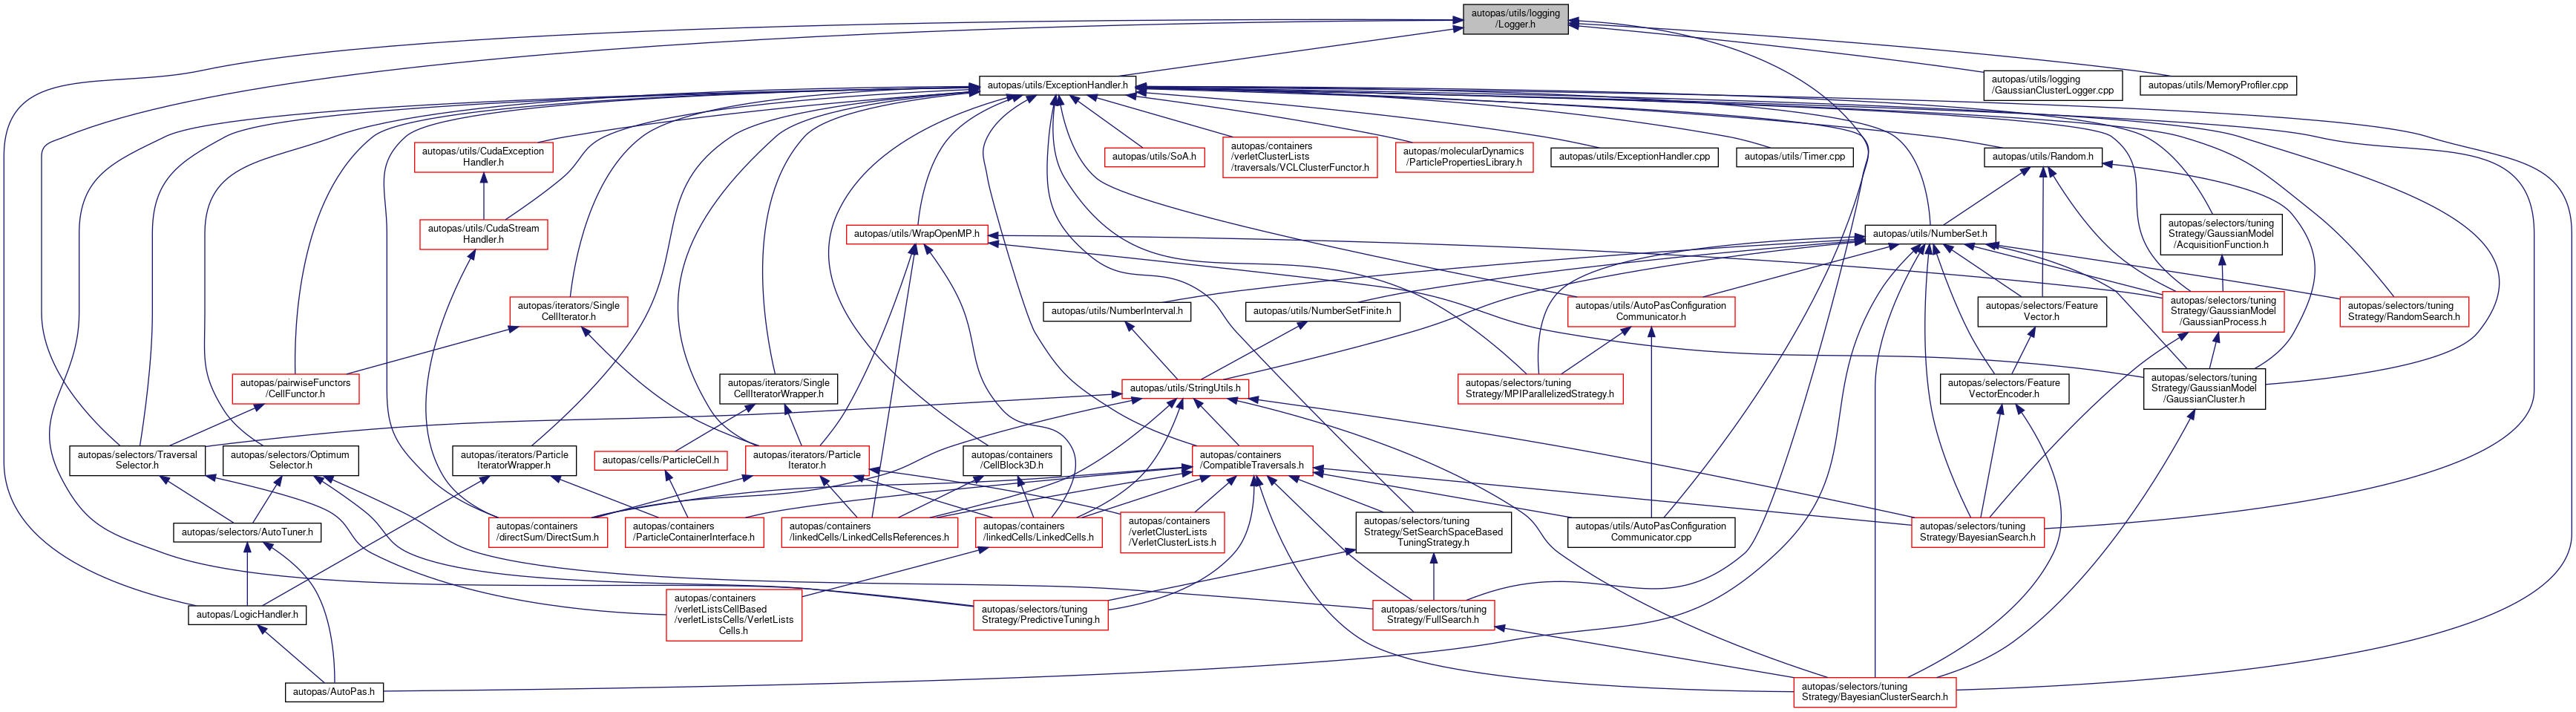 autopas/utils/logging
/Logger.h
autopas/utils/ExceptionHandler.h
autopas/utils/logging
/GaussianClusterLogger.cpp
autopas/utils/MemoryProfiler.cpp
autopas/utils/CudaException
Handler.h
autopas/utils/SoA.h
autopas/containers
/verletClusterLists
/traversals/VCLClusterFunctor.h
autopas/molecularDynamics
/ParticlePropertiesLibrary.h
autopas/utils/ExceptionHandler.cpp
autopas/utils/Timer.cpp
autopas/utils/Random.h
autopas/utils/CudaStream
Handler.h
autopas/utils/WrapOpenMP.h
autopas/utils/NumberSet.h
autopas/selectors/tuning
Strategy/GaussianModel
/AcquisitionFunction.h
autopas/iterators/Single
CellIterator.h
autopas/utils/NumberInterval.h
autopas/utils/NumberSetFinite.h
autopas/utils/AutoPasConfiguration
Communicator.h
autopas/selectors/Feature
Vector.h
autopas/selectors/tuning
Strategy/GaussianModel
/GaussianProcess.h
autopas/selectors/tuning
Strategy/RandomSearch.h
autopas/pairwiseFunctors
/CellFunctor.h
autopas/iterators/Single
CellIteratorWrapper.h
autopas/utils/StringUtils.h
autopas/selectors/tuning
Strategy/MPIParallelizedStrategy.h
autopas/selectors/Feature
VectorEncoder.h
autopas/selectors/tuning
Strategy/GaussianModel
/GaussianCluster.h
autopas/selectors/Traversal
Selector.h
autopas/selectors/Optimum
Selector.h
autopas/iterators/Particle
IteratorWrapper.h
autopas/cells/ParticleCell.h
autopas/iterators/Particle
Iterator.h
autopas/containers
/CellBlock3D.h
autopas/containers
/CompatibleTraversals.h
autopas/selectors/AutoTuner.h
autopas/containers
/directSum/DirectSum.h
autopas/containers
/ParticleContainerInterface.h
autopas/containers
/linkedCells/LinkedCellsReferences.h
autopas/containers
/linkedCells/LinkedCells.h
autopas/containers
/verletClusterLists
/VerletClusterLists.h
autopas/selectors/tuning
Strategy/SetSearchSpaceBased
TuningStrategy.h
autopas/utils/AutoPasConfiguration
Communicator.cpp
autopas/selectors/tuning
Strategy/BayesianSearch.h
autopas/LogicHandler.h
autopas/containers
/verletListsCellBased
/verletListsCells/VerletLists
Cells.h
autopas/selectors/tuning
Strategy/PredictiveTuning.h
autopas/selectors/tuning
Strategy/FullSearch.h
autopas/AutoPas.h
autopas/selectors/tuning
Strategy/BayesianClusterSearch.h